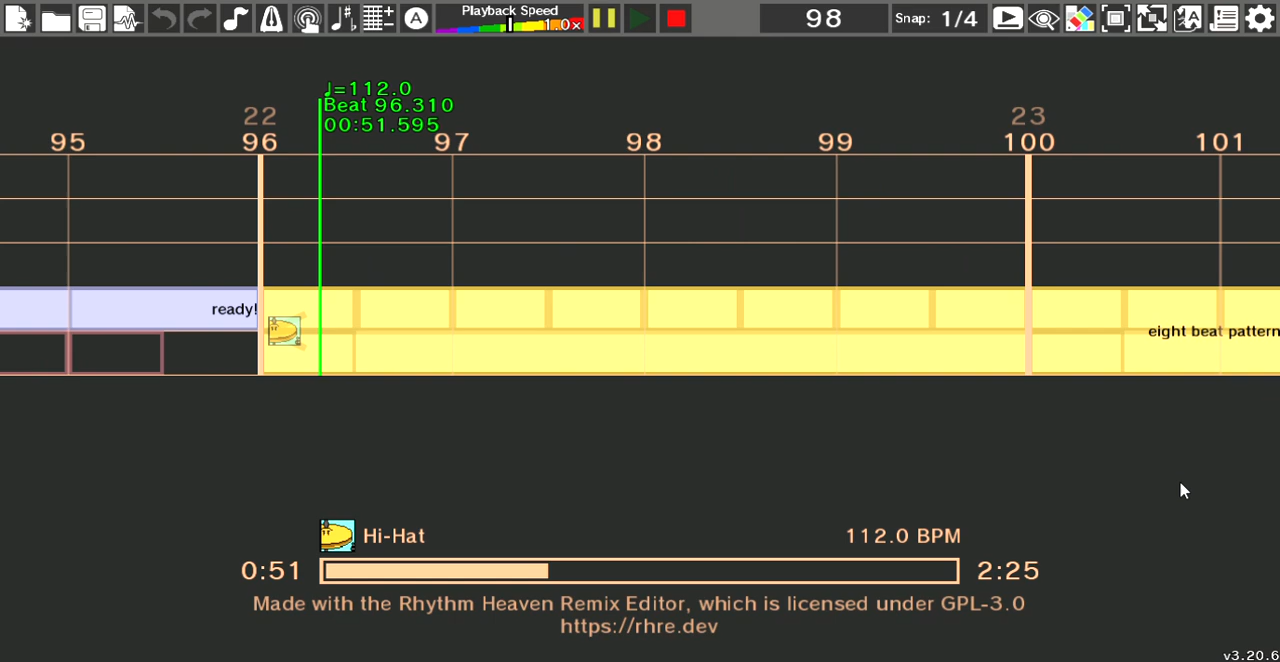 Playback Speed
1.0x
98
Snap: 1/4
A
A
♩=112.0
Beat 96.310
00:51.595
22
23
95
96
97
98
99
100
101
ready!
eight beat pattern
Hi-Hat
112.0 BPM
0:51
2:25
Made with the Rhythm Heaven Remix Editor, which is licensed under GPL-3.0
https://rhre.dev
v3.20.6